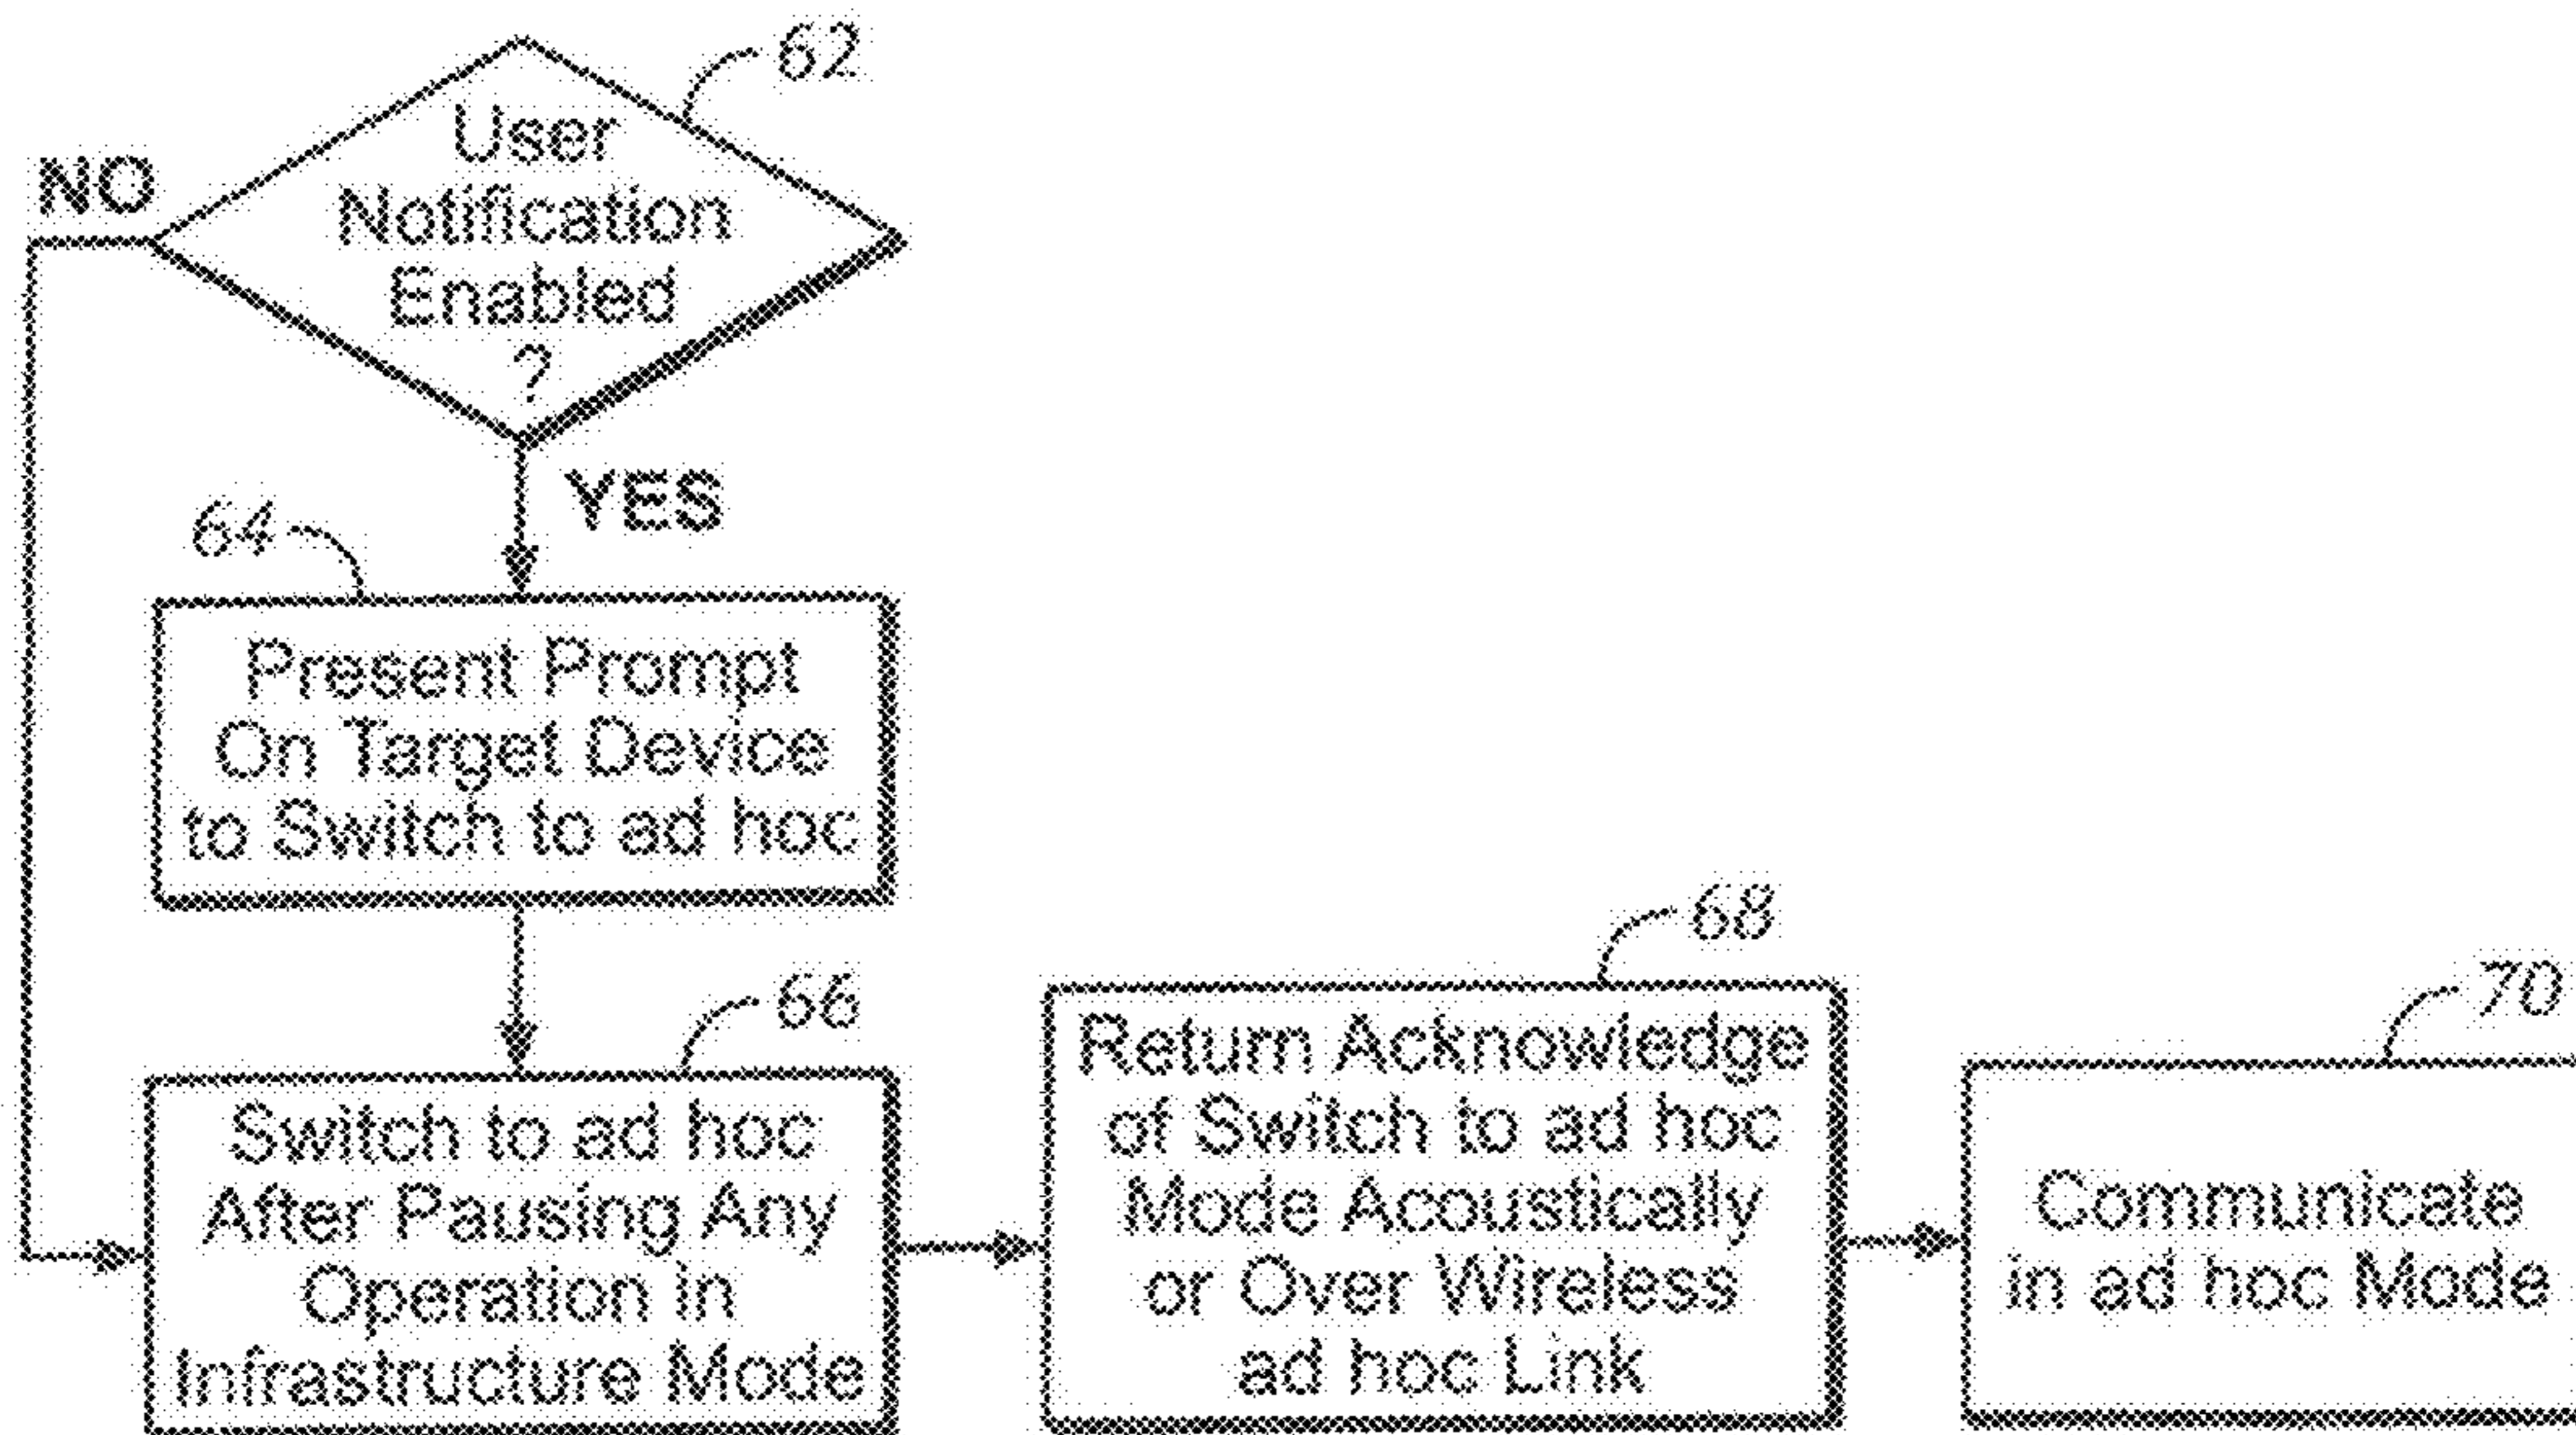 62
User
Notification
Enabled
?
NO
YES
64
Present Prompt
On Target Device
to Switch to ad hoc
66
Switch to ad hoc
After Pausing Any
Operation in
Infrastructure Mode
68
Return Acknowledge
of Switch to ad hoc
Mode Acoustically
or Over Wireless
ad hoc Link
70
Communicate
in ad hoc Mode